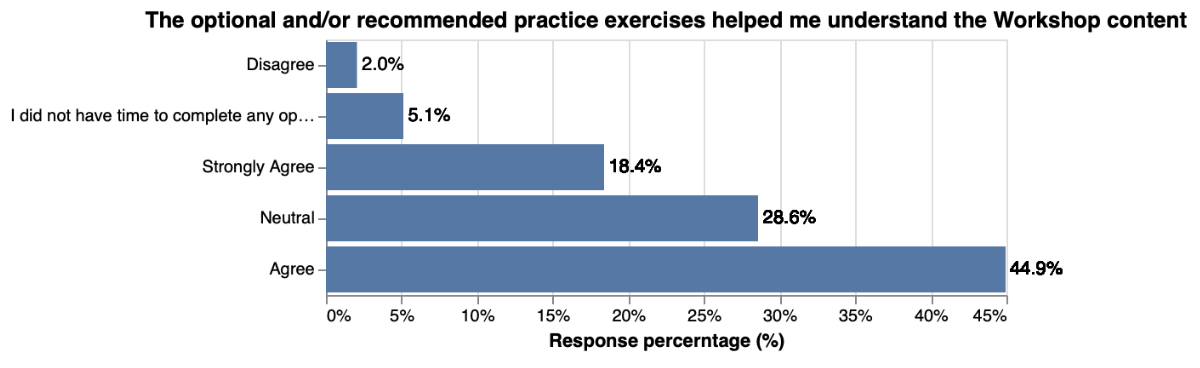 The optional and/or recommended practice exercises helped me understand the Workshop content
Disagree 2.0%
I did not have time to complete any op... 5.1%
Strongly Agree 18.4%
Neutral 28.6%
Agree 44.9%
0% 5% 10% 15% 20% 25% 30% 35% 40% 45%
Response percerntage (%)